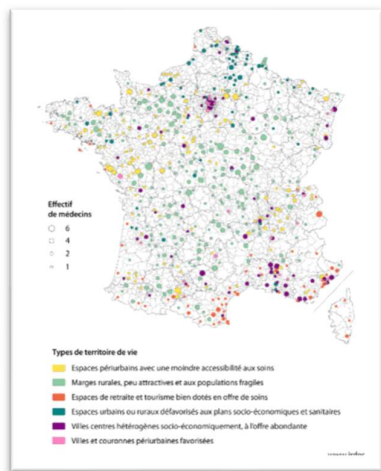 Effectif
de médecins
6
4
2
1
Types de territoire de vie
Espaces périurbains avec une moindre accessibilité aux soins
Marges rurales, peu attractives et aux populations fragiles
Espaces de retraite et tourisme bien dotés en offre de soins
Espaces urbains ou ruraux défavorisés aux plans socio-économiques et sanitaires
Villes centres hétérogènes socio-économiquement, à l'offre abondante
Villes et couronnes périurbaines favorisées